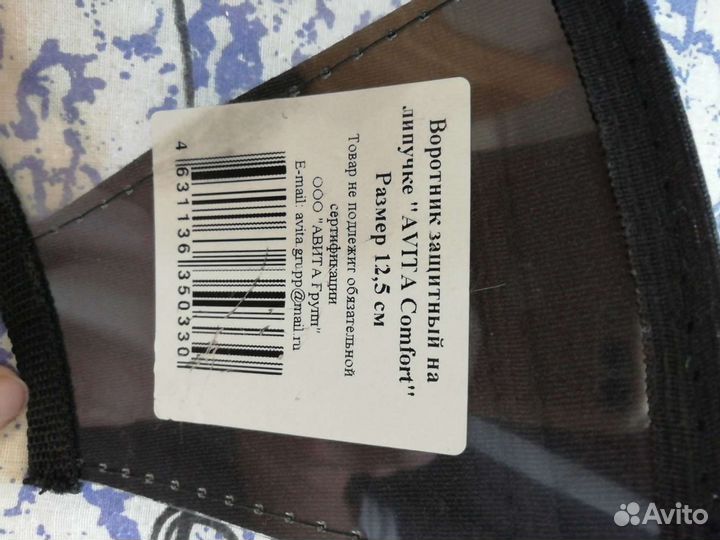 Воротник защитный на
липучке "AVITA Comfort"
Размер 12,5 см
Товар не подлежит обязательной
сертификации
ООО "АВИТА Групп"
E-mail: avita.grupp@mail.ru
4 631136 350330
Avito